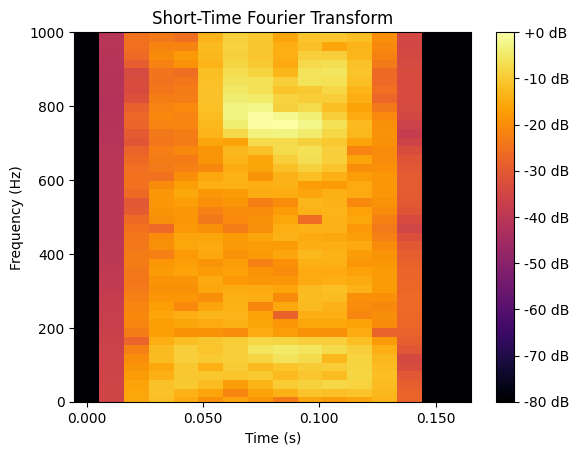 Short-Time Fourier Transform
1000
800
600
400
200
0
Frequency (Hz)
0.000
0.050
0.100
0.150
Time (s)
+0 dB
-10 dB
-20 dB
-30 dB
-40 dB
-50 dB
-60 dB
-70 dB
-80 dB